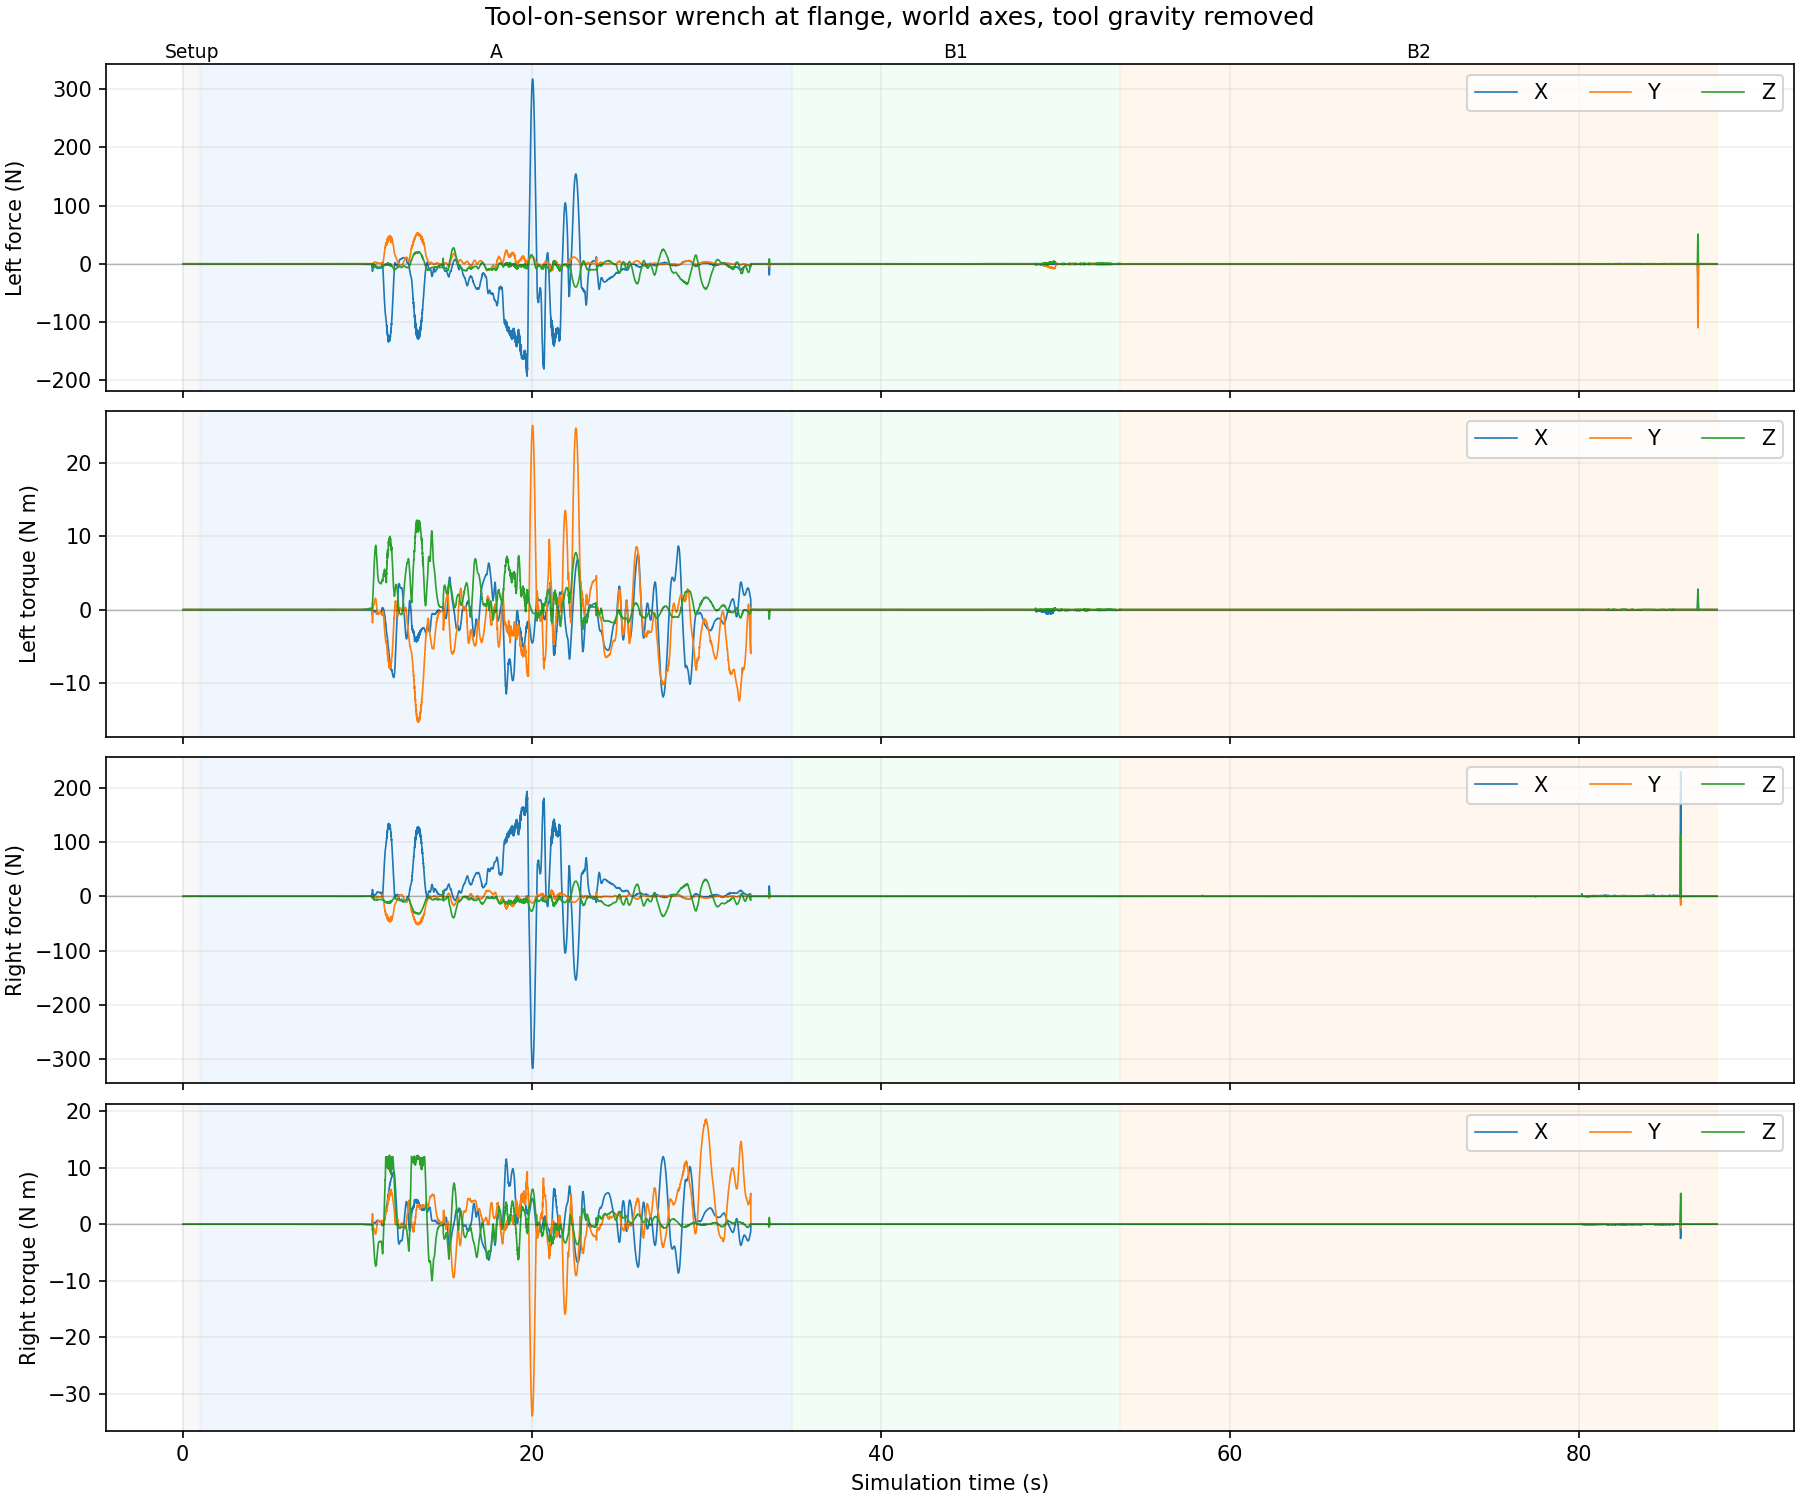 Tool-on-sensor wrench at flange, world axes, tool gravity removed
Setup A B1 B2
300
200
100
0
−100
−200
Left force (N)
X Y Z
20
10
0
−10
Left torque (N m)
X Y Z
200
100
0
−100
−200
−300
Right force (N)
X Y Z
20
10
0
−10
−20
−30
Right torque (N m)
X Y Z
0 20 40 60 80
Simulation time (s)